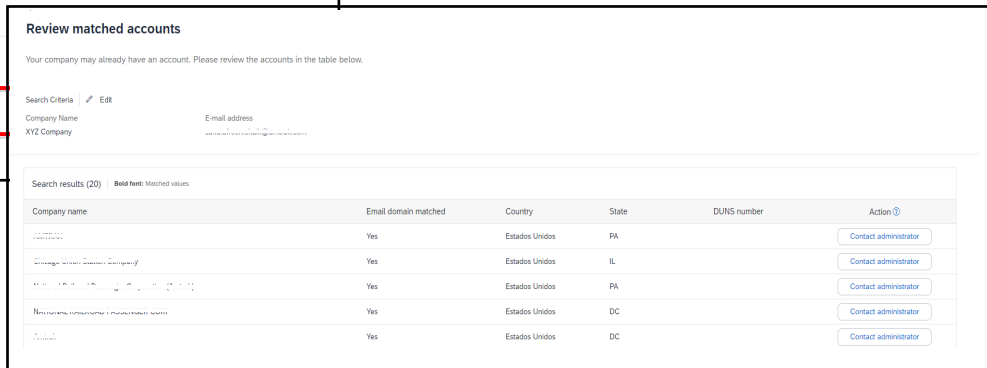 Review matched accounts
Your company may already have an account. Please review the accounts in the table below.
Search Criteria Edit
Company Name E-mail address
XYZ Company
Search results (20) Bold font: Matched values
Company name Email domain matched Country State DUNS number Action ?
Yes Estados Unidos PA Contact administrator
Yes Estados Unidos IL Contact administrator
Yes Estados Unidos PA Contact administrator
Yes Estados Unidos DC Contact administrator
Yes Estados Unidos DC Contact administrator